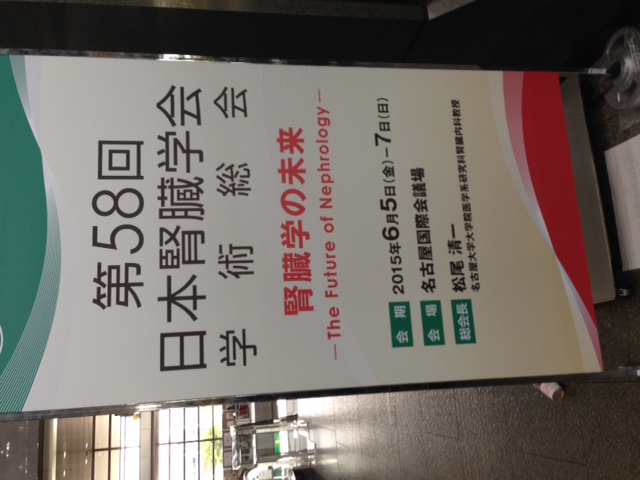 第58回
日本腎臓学会
学術総会
腎臓学の未来
—The Future of Nephrology—
会期 2015年6月5日(金)–7日(日)
会場 名古屋国際会議場
総会長 松尾 清一
名古屋大学大学院医学系研究科腎臓内科教授